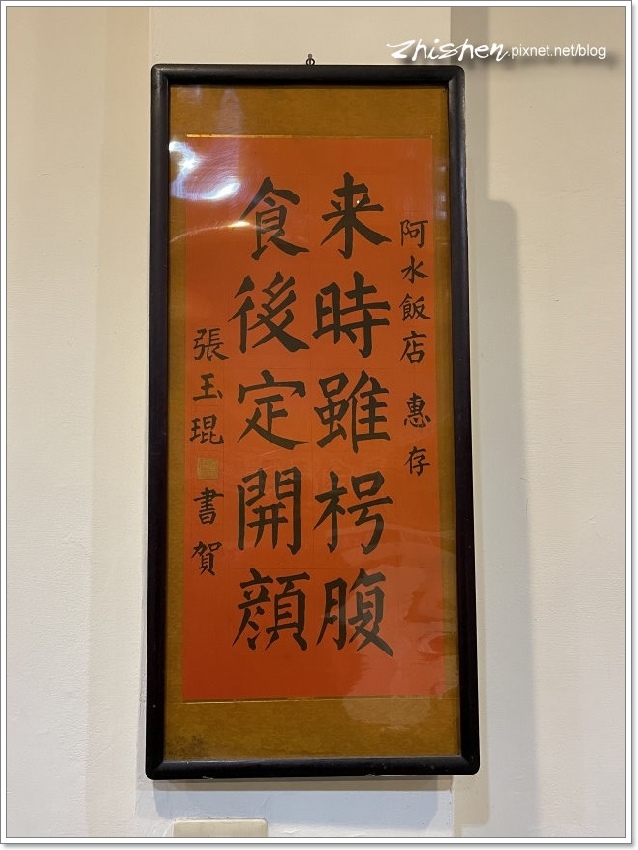 zhishen.pixnet.net/blog
阿水飯店 惠存
来時雖枵腹
食後定開顏
張玉琨 書賀